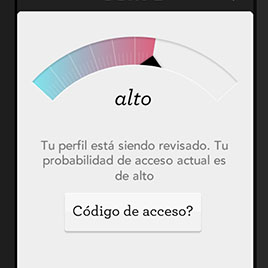 alto
Tu perfil está siendo revisado. Tu
probabilidad de acceso actual es
de alto
Código de acceso?